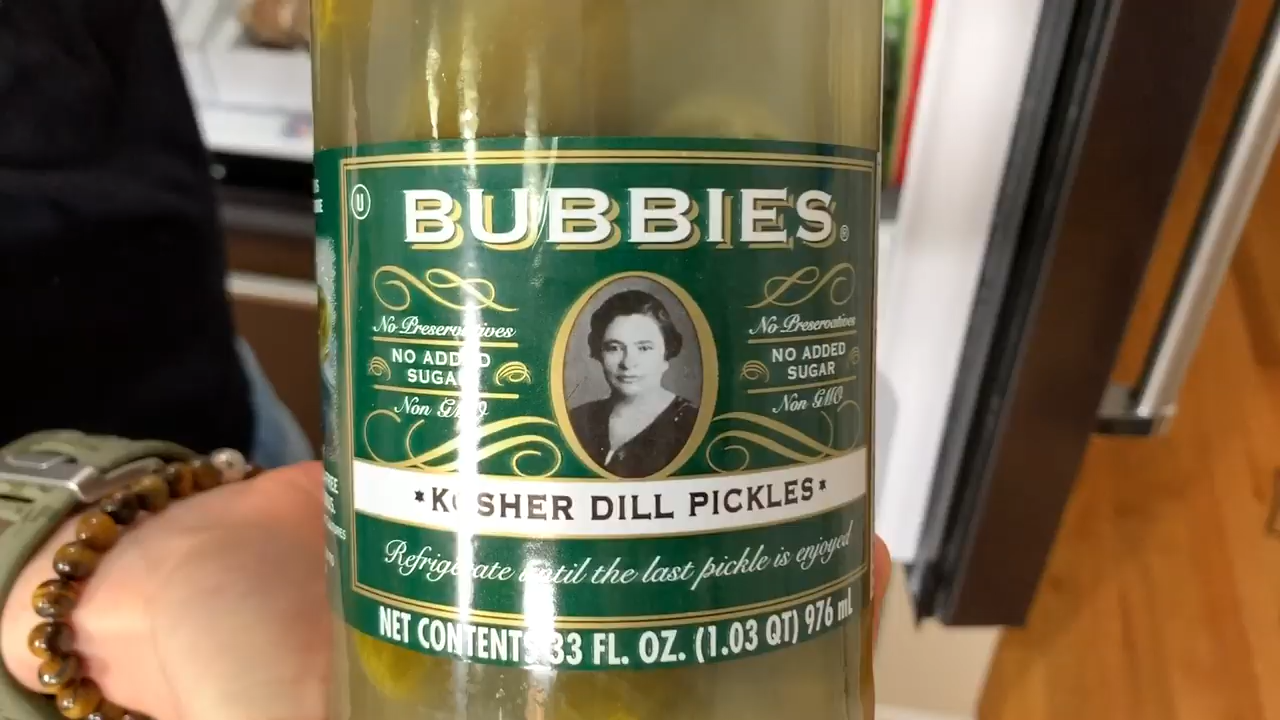 U
BUBBIES®
No Preservatives
NO ADDED
SUGAR
Non GMO
No Preservatives
NO ADDED
SUGAR
Non GMO
*KOSHER DILL PICKLES*
Refrigerate until the last pickle is enjoyed
NET CONTENTS 33 FL. OZ. (1.03 QT) 976 mL